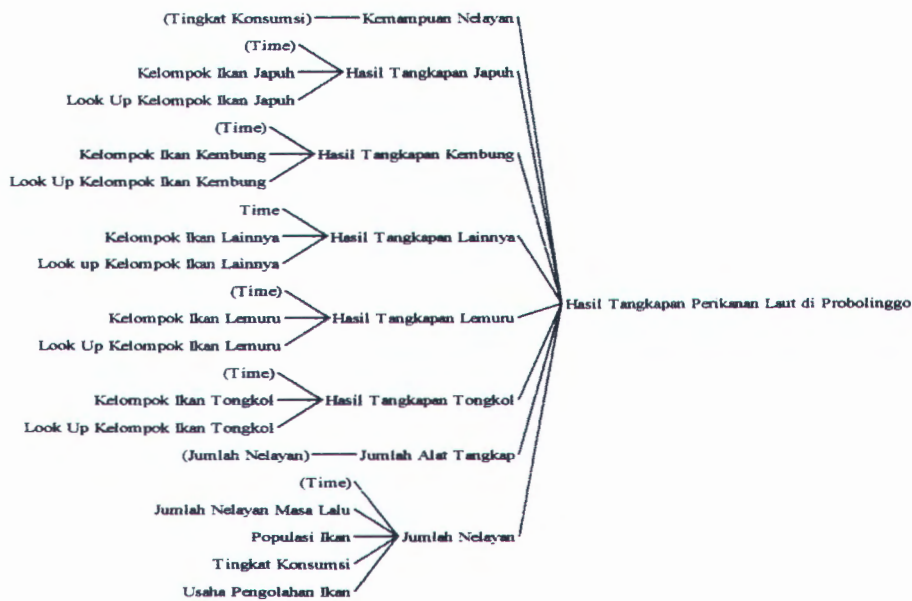 (Tingkat Konsumsi) Kemampuan Nelayan
(Time)
Kelompok Ikan Japuh Hasil Tangkapan Japuh
Look Up Kelompok Ikan Japuh
(Time)
Kelompok Ikan Kembung Hasil Tangkapan Kembung
Look Up Kelompok Ikan Kembung
Time
Kelompok Ikan Lainnya Hasil Tangkapan Lainnya
Look up Kelompok Ikan Lainnya
(Time)
Hasil Tangkapan Perikanan Laut di Probolinggo
Kelompok Ikan Lemuru Hasil Tangkapan Lemuru
Look Up Kelompok Ikan Lemuru
(Time)
Kelompok Ikan Tongkol Hasil Tangkapan Tongkol
Look Up Kelompok Ikan Tongkol
(Jumlah Nelayan) Jumlah Alat Tangkap
(Time)
Jumlah Nelayan Masa Lalu
Populasi Ikan Jumlah Nelayan
Tingkat Konsumsi
Usaha Pengolahan Ikan